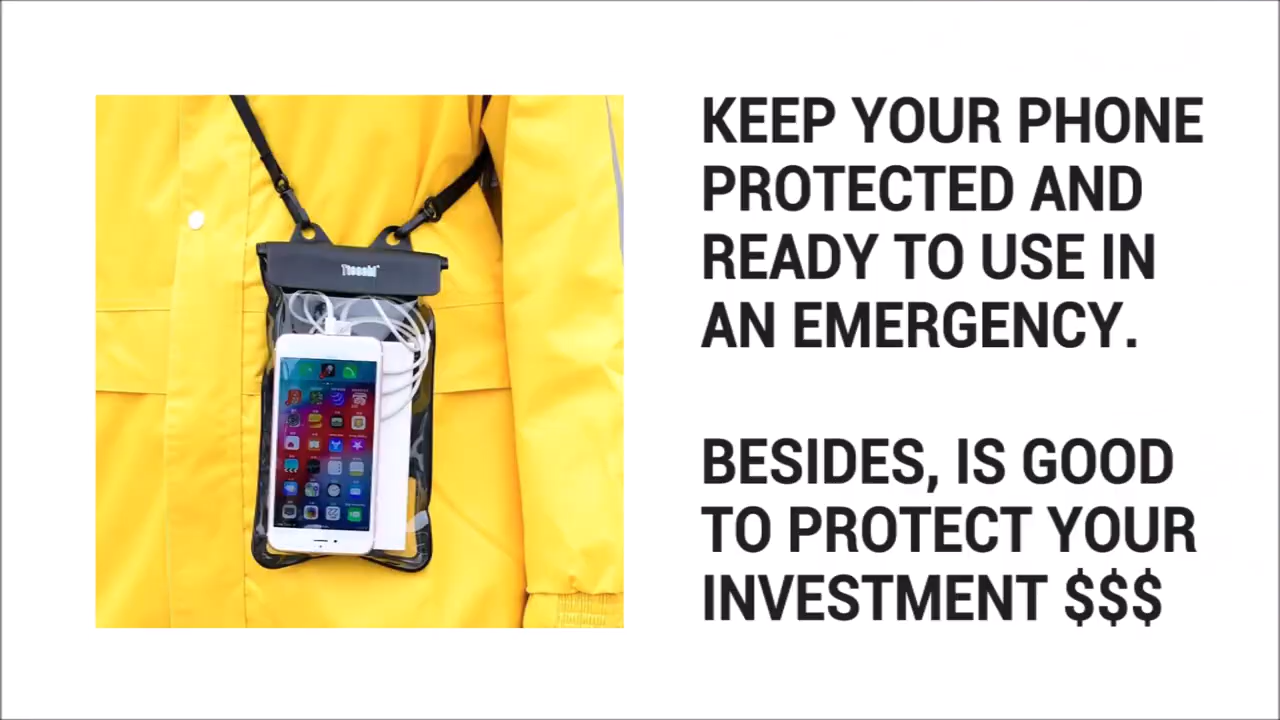 KEEP YOUR PHONE
PROTECTED AND
READY TO USE IN
AN EMERGENCY.
BESIDES, IS GOOD
TO PROTECT YOUR
INVESTMENT $$$